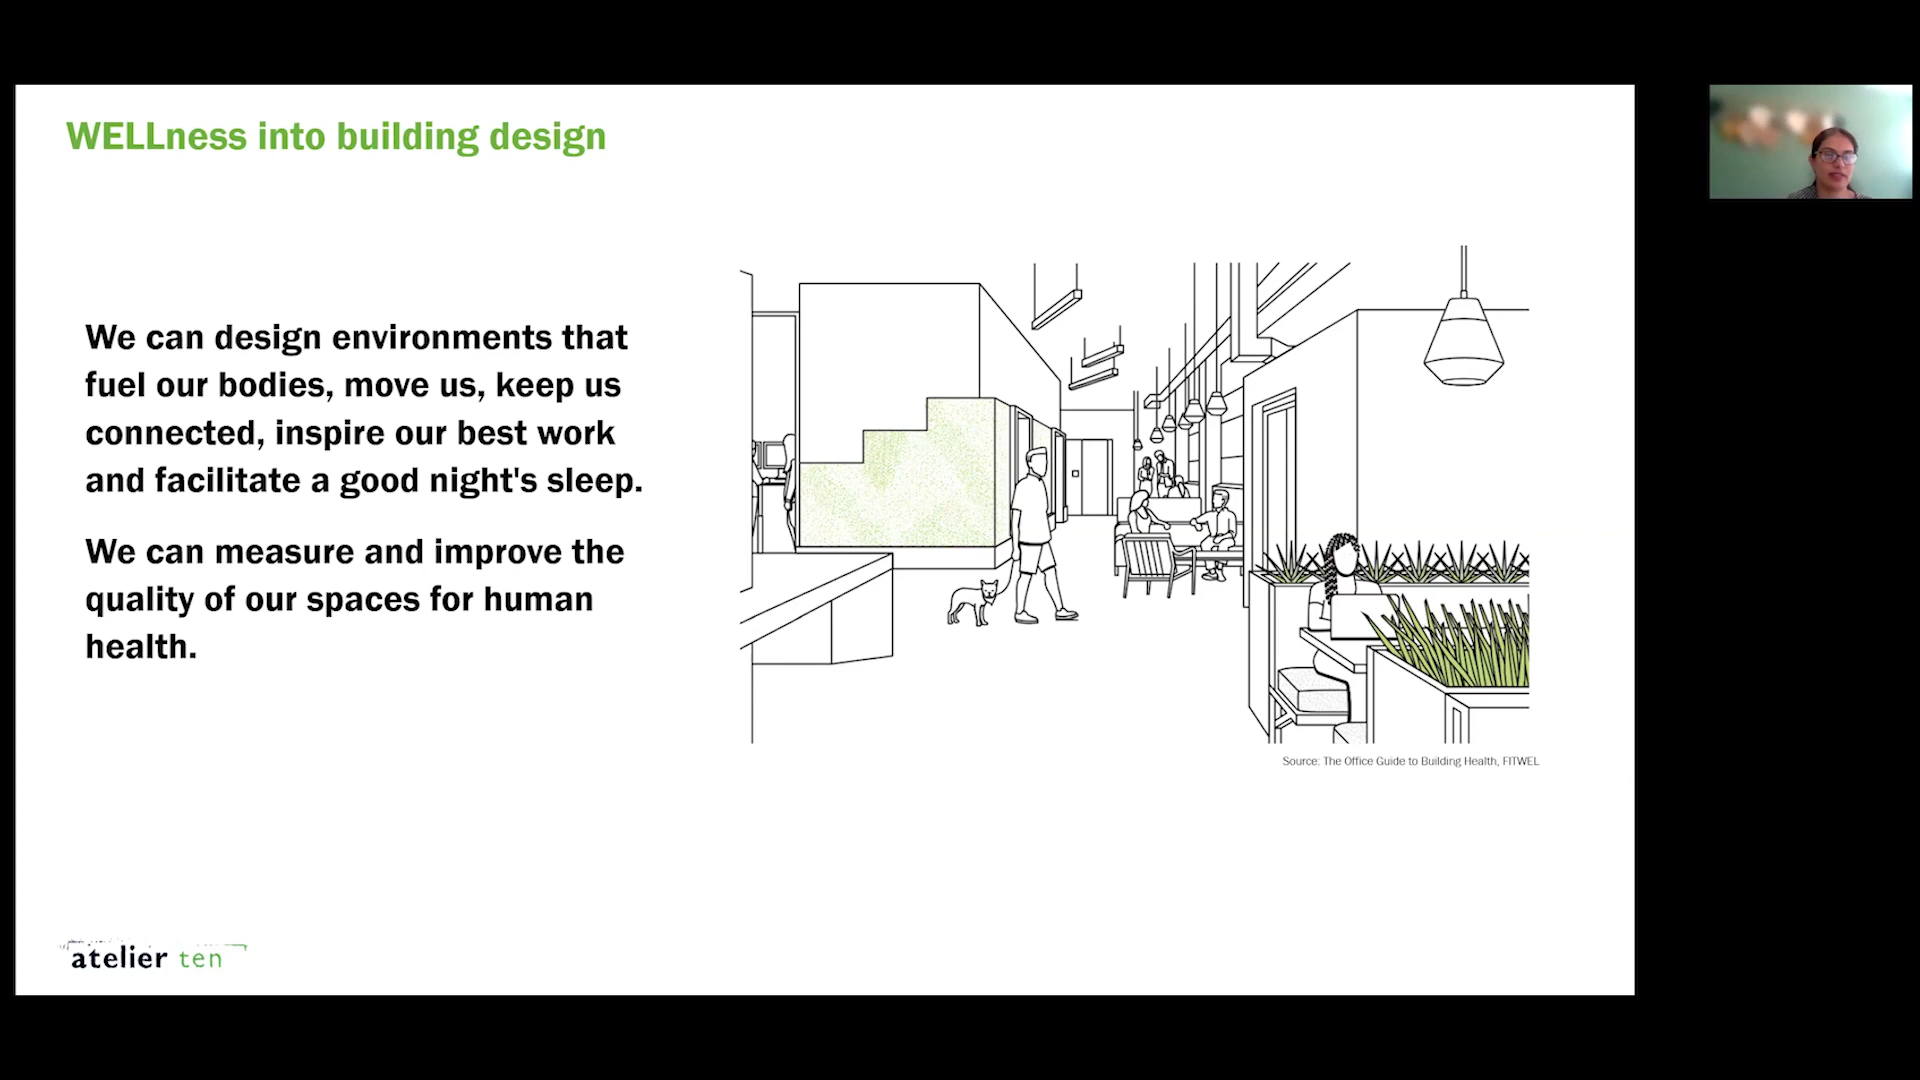 WELLness into building design
We can design environments that
fuel our bodies, move us, keep us
connected, inspire our best work
and facilitate a good night's sleep.
We can measure and improve the
quality of our spaces for human
health.
Source: The Office Guide to Building Health, FITWEL
atelier ten